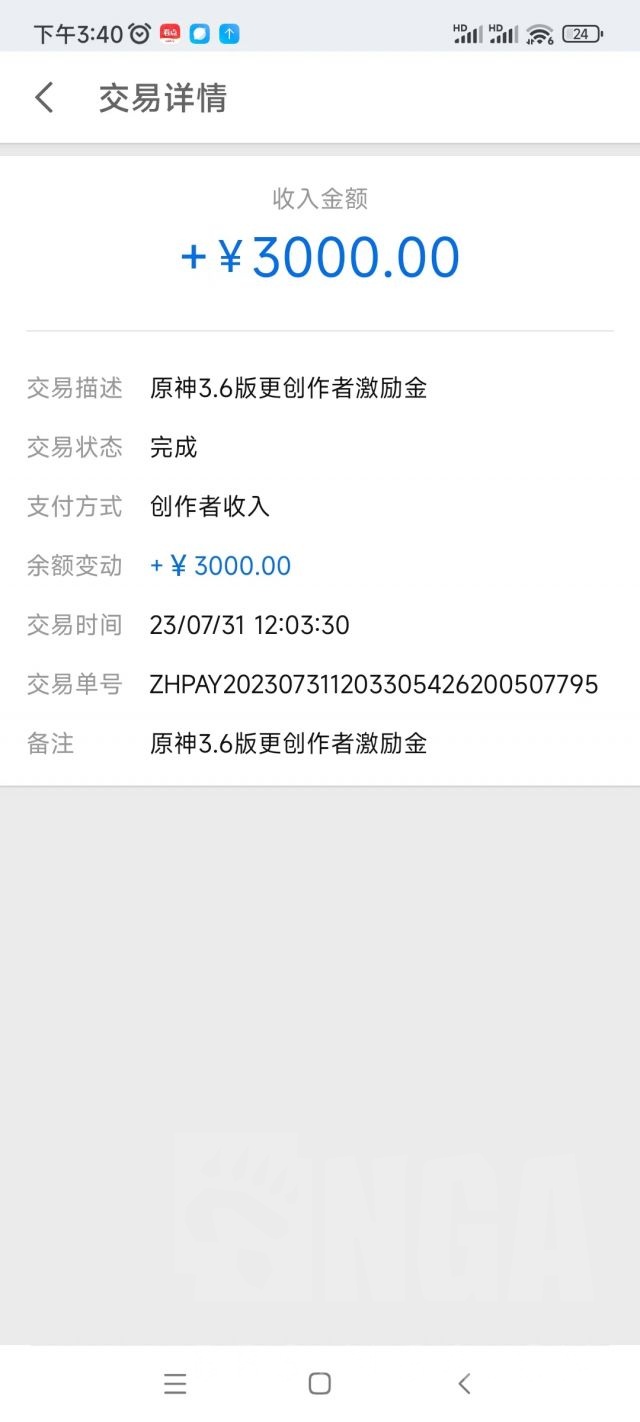 下午3:40
HD HD 6 24
交易详情
收入金额
+¥3000.00
交易描述 原神3.6版更创作者激励金
交易状态 完成
支付方式 创作者收入
余额变动 +¥3000.00
交易时间 23/07/31 12:03:30
交易单号 ZHPAY202307311203305426200507795
备注 原神3.6版更创作者激励金
NGA